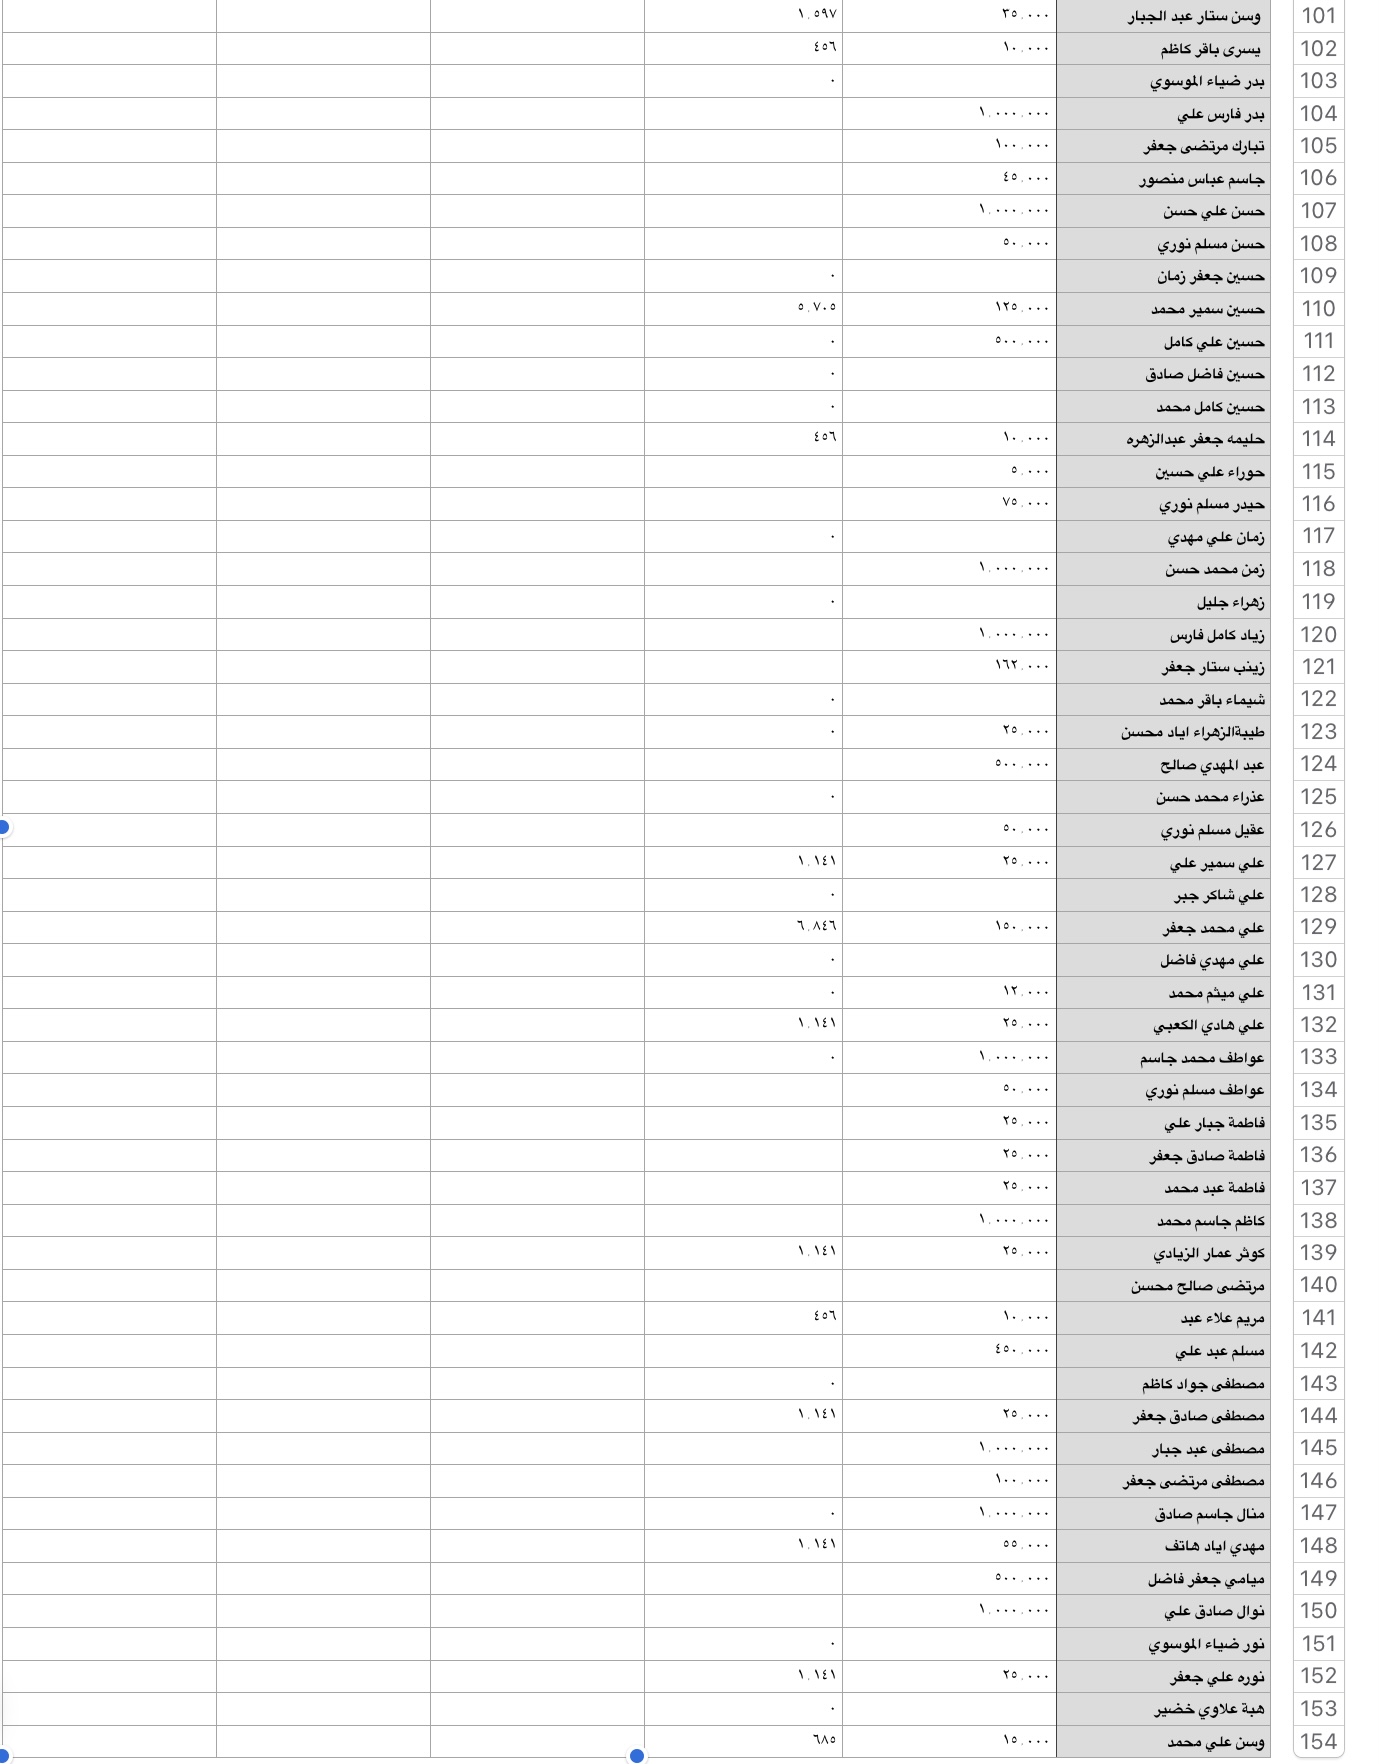 101 وسن ستار عبد الجبار ٣٥,٠٠٠ ١,٥٩٧
102 يسرى باقر كاظم ١٠,٠٠٠ ٤٥٦
103 بدر ضياء الموسوي ٠
104 بدر فارس علي ١,٠٠٠,٠٠٠
105 تبارك مرتضى جعفر ١٠٠,٠٠٠
106 جاسم عباس منصور ٤٥,٠٠٠
107 حسن علي حسن ١,٠٠٠,٠٠٠
108 حسن مسلم نوري ٥٠,٠٠٠
109 حسين جعفر زمان ٠
110 حسين سمير محمد ١٢٥,٠٠٠ ٥,٧٠٥
111 حسين علي كامل ٥٠٠,٠٠٠ ٠
112 حسين فاضل صادق ٠
113 حسين كامل محمد ٠
114 حليمه جعفر عبدالزهره ١٠,٠٠٠ ٤٥٦
115 حوراء علي حسين ٥,٠٠٠
116 حيدر مسلم نوري ٧٥,٠٠٠
117 زمان علي مهدي ٠
118 زمن محمد حسن ١,٠٠٠,٠٠٠
119 زهراء جليل ٠
120 زياد كامل فارس ١,٠٠٠,٠٠٠
121 زينب ستار جعفر ١٦٢,٠٠٠
122 شيماء باقر محمد ٠
123 طيبةالزهراء اياد محسن ٢٥,٠٠٠ ٠
124 عبد المهدي صالح ٥٠٠,٠٠٠
125 عذراء محمد حسن ٠
126 عقيل مسلم نوري ٥٠,٠٠٠
127 علي سمير علي ٢٥,٠٠٠ ١,١٤١
128 علي شاكر جبر ٠
129 علي محمد جعفر ١٥٠,٠٠٠ ٦,٨٤٦
130 علي مهدي فاضل ٠
131 علي ميثم محمد ١٢,٠٠٠ ٠
132 علي هادي الكعبي ٢٥,٠٠٠ ١,١٤١
133 عواطف محمد جاسم ١,٠٠٠,٠٠٠ ٠
134 عواطف مسلم نوري ٥٠,٠٠٠
135 فاطمة جبار علي ٢٥,٠٠٠
136 فاطمة صادق جعفر ٢٥,٠٠٠
137 فاطمة عبد محمد ٢٥,٠٠٠
138 كاظم جاسم محمد ١,٠٠٠,٠٠٠
139 كوثر عمار الزيادي ٢٥,٠٠٠ ١,١٤١
140 مرتضى صالح محسن
141 مريم علاء عبد ١٠,٠٠٠ ٤٥٦
142 مسلم عبد علي ٤٥٠,٠٠٠
143 مصطفى جواد كاظم ٠
144 مصطفى صادق جعفر ٢٥,٠٠٠ ١,١٤١
145 مصطفى عبد جبار ١,٠٠٠,٠٠٠
146 مصطفى مرتضى جعفر ١٠٠,٠٠٠
147 منال جاسم صادق ١,٠٠٠,٠٠٠ ٠
148 مهدي اياد هاتف ٥٥,٠٠٠ ١,١٤١
149 ميامي جعفر فاضل ٥٠٠,٠٠٠
150 نوال صادق علي ١,٠٠٠,٠٠٠
151 نور ضياء الموسوي ٠
152 نوره علي جعفر ٢٥,٠٠٠ ١,١٤١
153 هبة علاوي خضير ٠
154 وسن علي محمد ١٥,٠٠٠ ٦٨٥